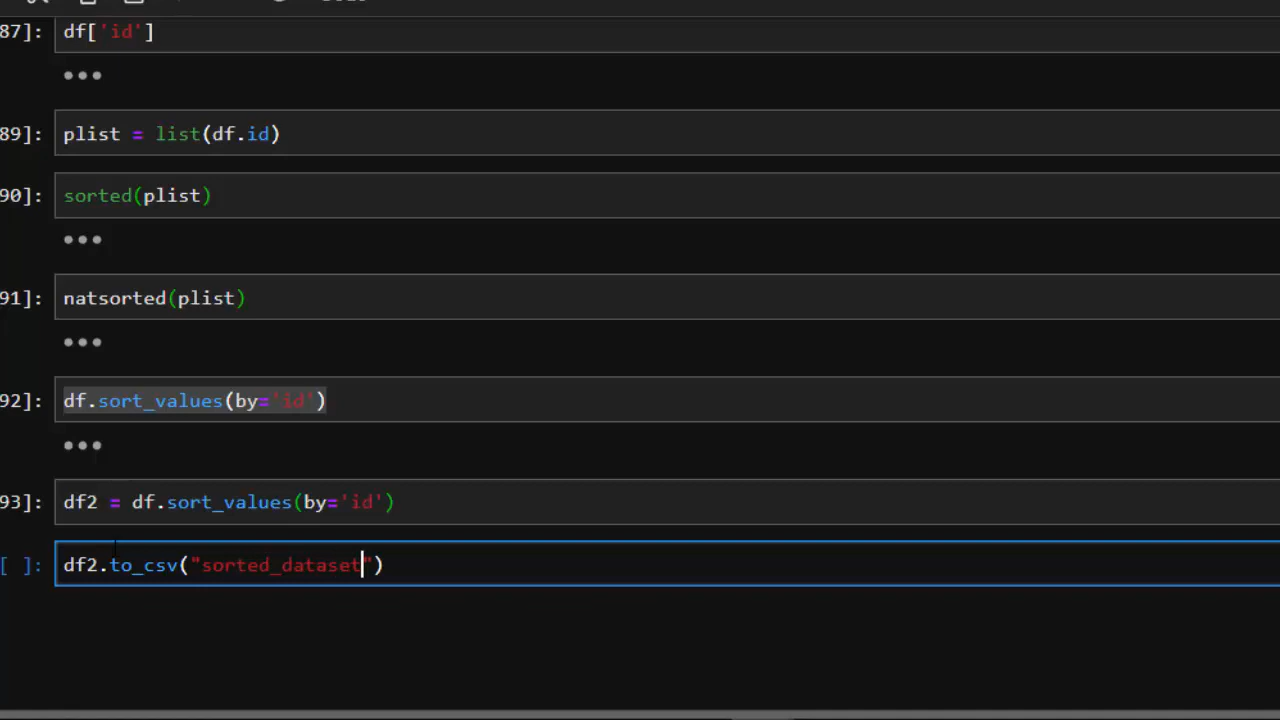 87]: df['id']
89]: plist = list(df.id)
90]: sorted(plist)
91]: natsorted(plist)
92]: df.sort_values(by='id')
93]: df2 = df.sort_values(by='id')
[ ]: df2.to_csv("sorted_dataset")